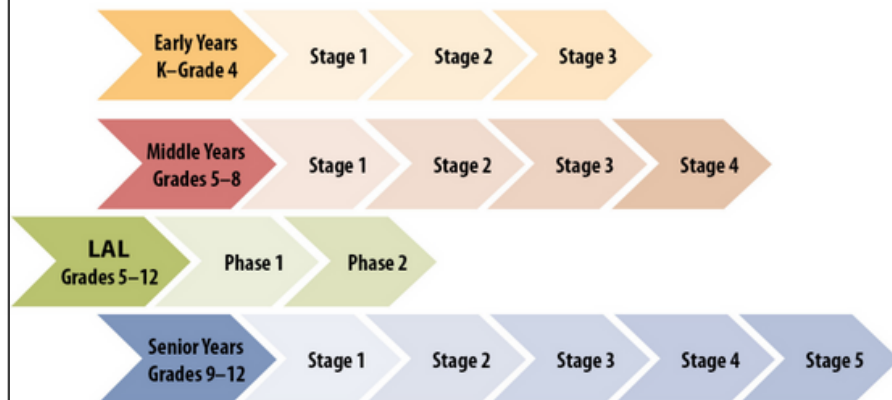 Early Years
K–Grade 4
Stage 1
Stage 2
Stage 3
Middle Years
Grades 5–8
Stage 1
Stage 2
Stage 3
Stage 4
LAL
Grades 5–12
Phase 1
Phase 2
Senior Years
Grades 9–12
Stage 1
Stage 2
Stage 3
Stage 4
Stage 5